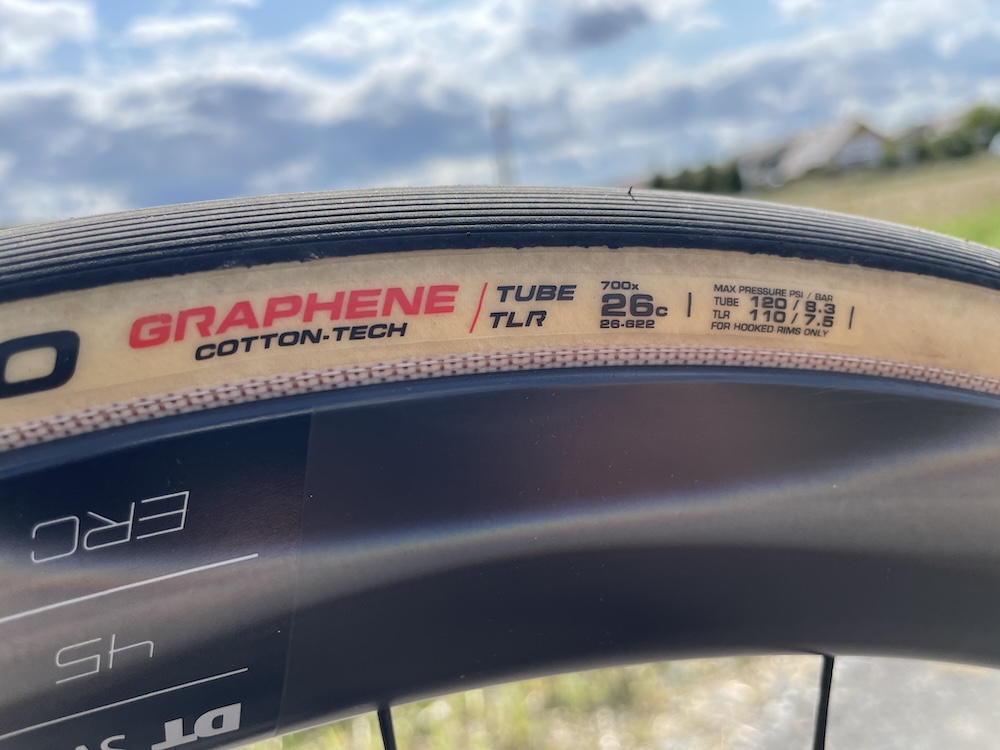 O
GRAPHENE
COTTON-TECH
/ TUBE
TLR
700x
26c
26-622
|
MAX PRESSURE PSI / BAR
TUBE 120 / 8.3
TLR 110 / 7.5
FOR HOOKED RIMS ONLY
|
ERC
45
DT